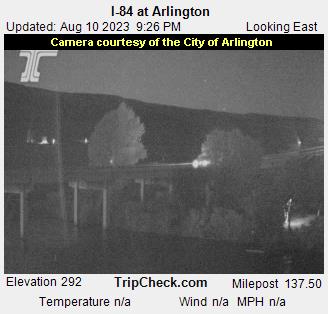 I-84 at Arlington
Updated: Aug 10 2023 9:26 PM Looking East
Camera courtesy of the City of Arlington
Elevation 292 TripCheck.com Milepost 137.50
Temperature n/a Wind n/a MPH n/a